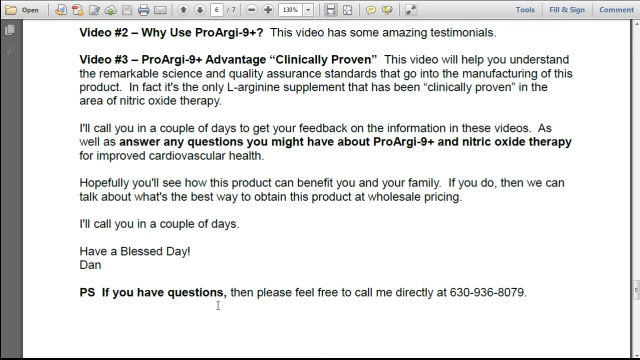 Open
6 / 7
130%
Tools
Fill & Sign
Comment
Video #2 – Why Use ProArgi-9+?  This video has some amazing testimonials.
Video #3 – ProArgi-9+ Advantage “Clinically Proven”  This video will help you understand
the remarkable science and quality assurance standards that go into the manufacturing of this
product.  In fact it's the only L-arginine supplement that has been “clinically proven” in the
area of nitric oxide therapy.
I'll call you in a couple of days to get your feedback on the information in these videos.  As
well as answer any questions you might have about ProArgi-9+ and nitric oxide therapy
for improved cardiovascular health.
Hopefully you'll see how this product can benefit you and your family.  If you do, then we can
talk about what's the best way to obtain this product at wholesale pricing.
I'll call you in a couple of days.
Have a Blessed Day!
Dan
PS  If you have questions, then please feel free to call me directly at 630-936-8079.